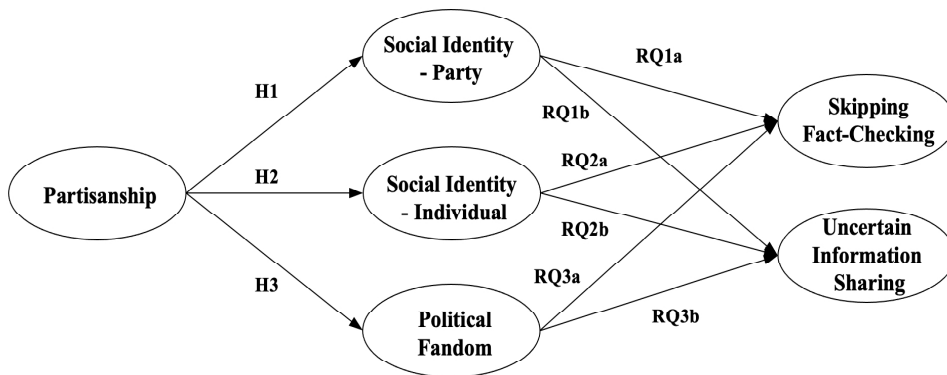 Social Identity
- Party
RQ1a
H1
RQ1b
Skipping
Fact-Checking
RQ2a
Partisanship
H2
Social Identity
- Individual
RQ2b
Uncertain
Information
Sharing
RQ3a
H3
RQ3b
Political
Fandom